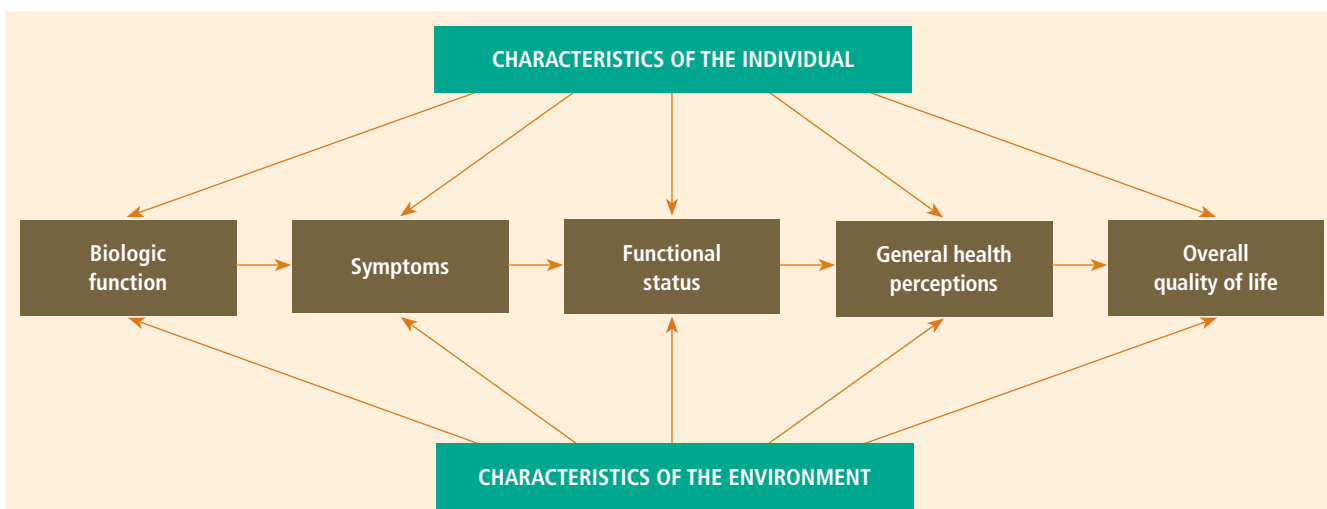 CHARACTERISTICS OF THE INDIVIDUAL
Biologic
function
Symptoms
Functional
status
General health
perceptions
Overall
quality of life
CHARACTERISTICS OF THE ENVIRONMENT